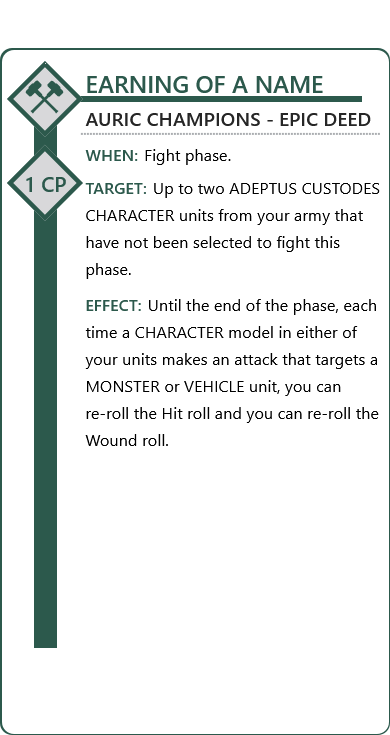 EARNING OF A NAME
AURIC CHAMPIONS - EPIC DEED
WHEN: Fight phase.
1 CP
TARGET: Up to two ADEPTUS CUSTODES
CHARACTER units from your army that
have not been selected to fight this
phase.
EFFECT: Until the end of the phase, each
time a CHARACTER model in either of
your units makes an attack that targets a
MONSTER or VEHICLE unit, you can
re-roll the Hit roll and you can re-roll the
Wound roll.